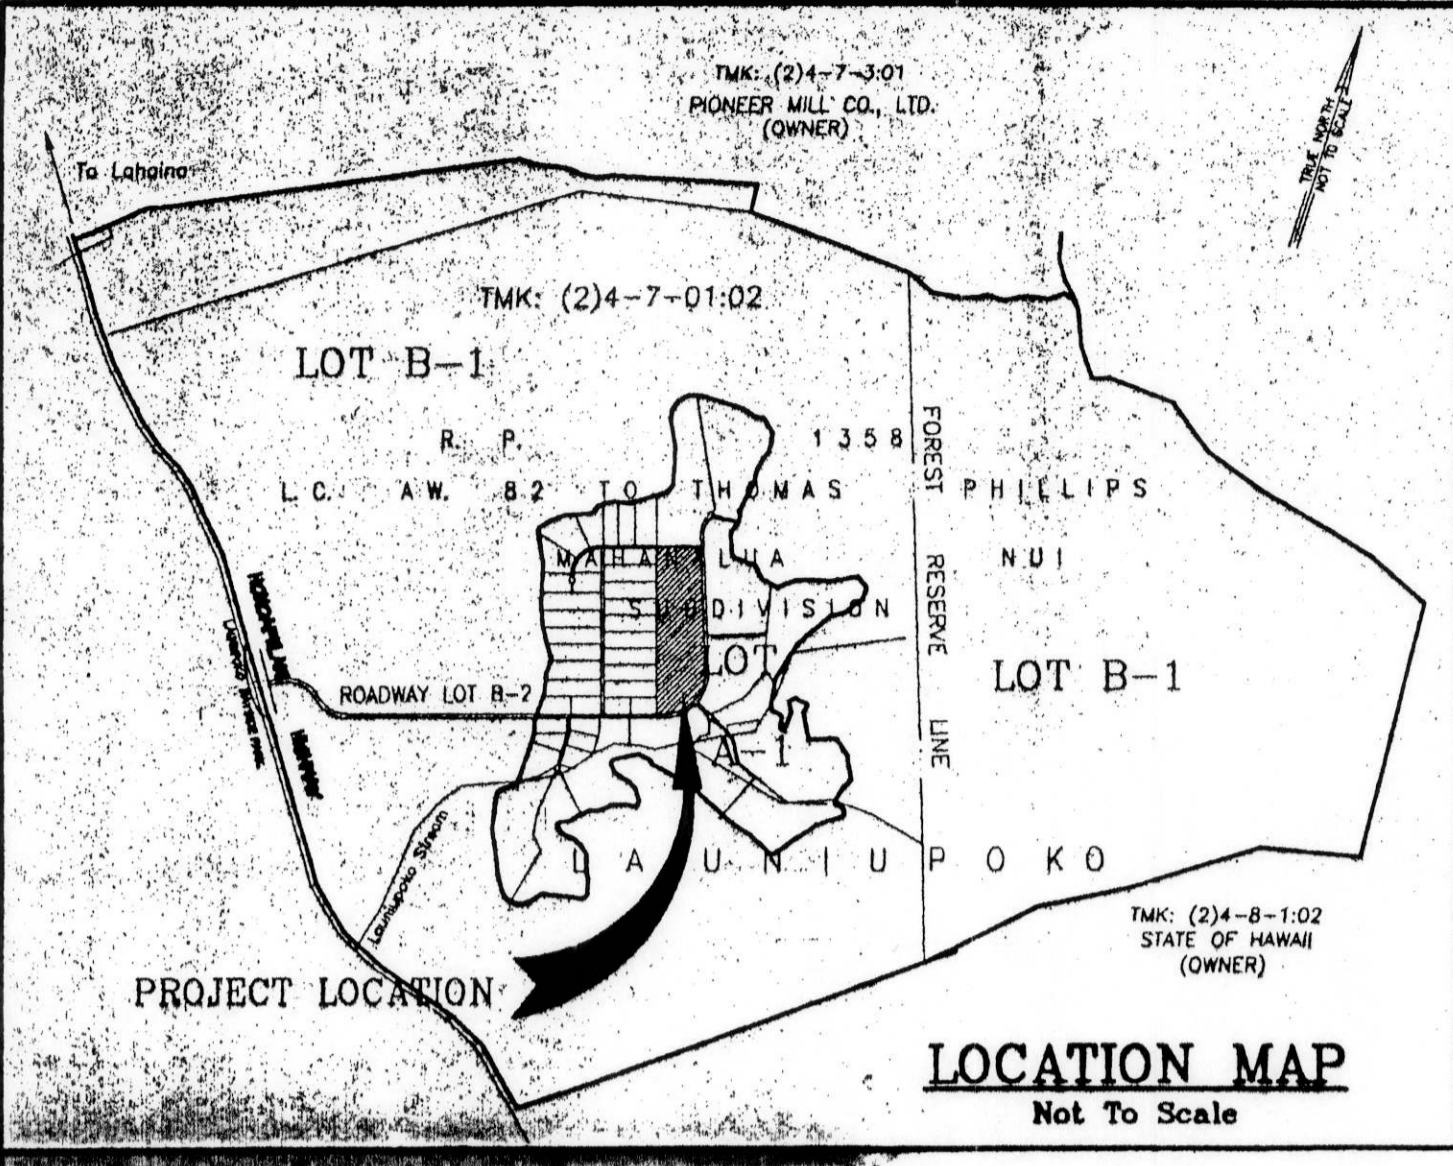 TMK: (2)4-7-3:01
PIONEER MILL CO., LTD.
(OWNER)
TRUE NORTH
NOT TO SCALE
To Lahaina
TMK: (2)4-7-01:02
LOT B-1
R. P. 1358
L.C. AW. 82 TO THOMAS PHILLIPS
MAHANALUA NUI
SUBDIVISION
FOREST RESERVE LINE
LOT
A-1
LOT B-1
ROADWAY LOT B-2
HIGHWAY
Launiupoko Stream
LAUNIUPOKO
TMK: (2)4-8-1:02
STATE OF HAWAII
(OWNER)
PROJECT LOCATION
LOCATION MAP
Not To Scale